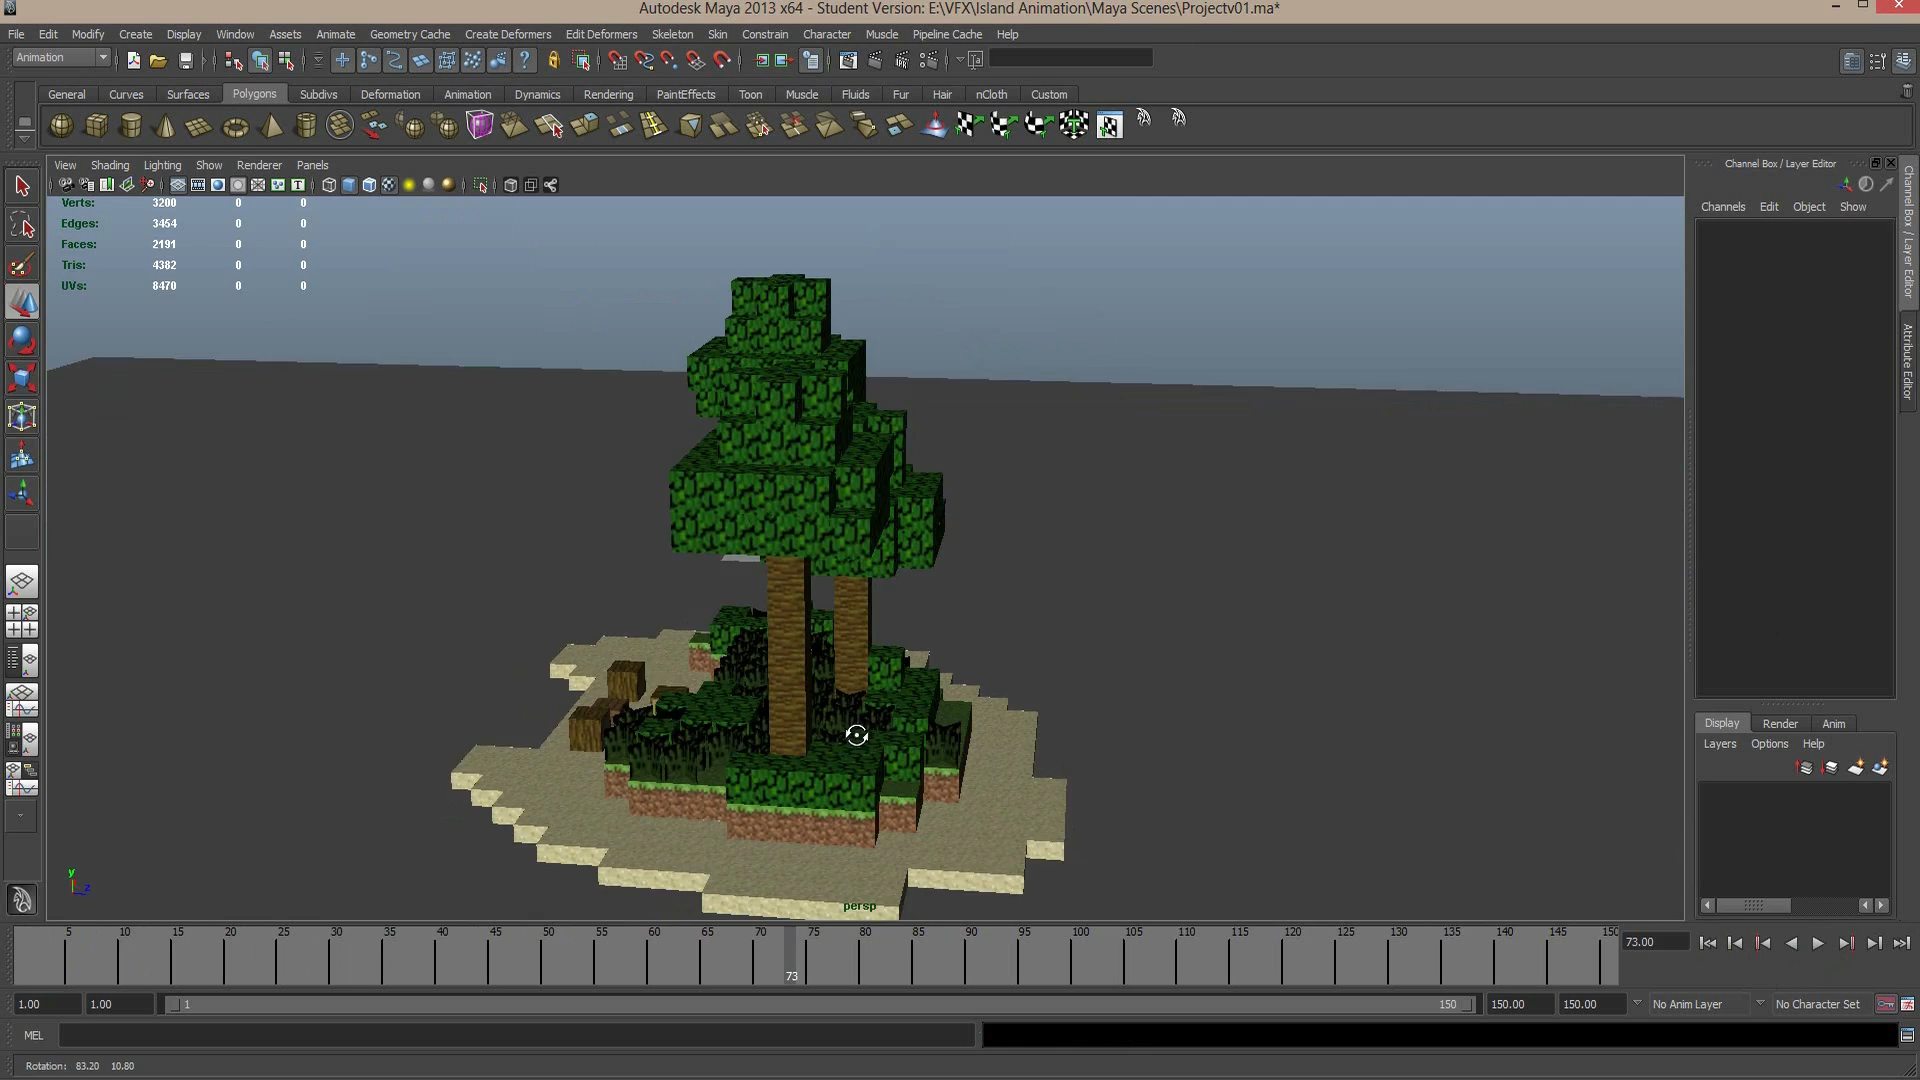 Autodesk Maya 2013 x64 - Student Version: E:\VFX\Island Animation\Maya Scenes\Projectv01.ma*
File Edit Modify Create Display Window Assets Animate Geometry Cache Create Deformers Edit Deformers Skeleton Skin Constrain Character Muscle Pipeline Cache Help
Animation
General Curves Surfaces Polygons Subdivs Deformation Animation Dynamics Rendering PaintEffects Toon Muscle Fluids Fur Hair nCloth Custom
View Shading Lighting Show Renderer Panels
Channel Box / Layer Editor
Channels Edit Object Show
Channel Box / Layer Editor
Attribute Editor
Verts: 3200 0 0
Edges: 3454 0 0
Faces: 2191 0 0
Tris: 4382 0 0
UVs: 8470 0 0
Display Render Anim
Layers Options Help
y
z
persp
5 10 15 20 25 30 35 40 45 50 55 60 65 70 75 80 85 90 95 100 105 110 115 120 125 130 135 140 145 150
73
73.00
1.00 1.00 1 150 150.00 150.00 No Anim Layer No Character Set
MEL
Rotation: 83.20 10.80